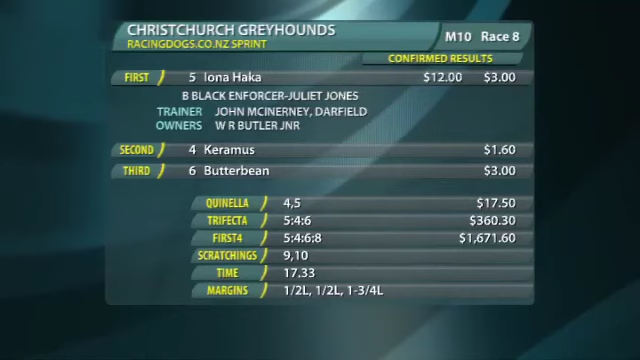 CHRISTCHURCH GREYHOUNDS
RACINGDOGS.CO.NZ SPRINT
M10 Race 8
CONFIRMED RESULTS
FIRST 5 Iona Haka $12.00 $3.00
B BLACK ENFORCER-JULIET JONES
TRAINER JOHN MCINERNEY, DARFIELD
OWNERS W R BUTLER JNR
SECOND 4 Keramus $1.60
THIRD 6 Butterbean $3.00
QUINELLA 4,5 $17.50
TRIFECTA 5:4:6 $360.30
FIRST4 5:4:6:8 $1,671.60
SCRATCHINGS 9,10
TIME 17.33
MARGINS 1/2L, 1/2L, 1-3/4L